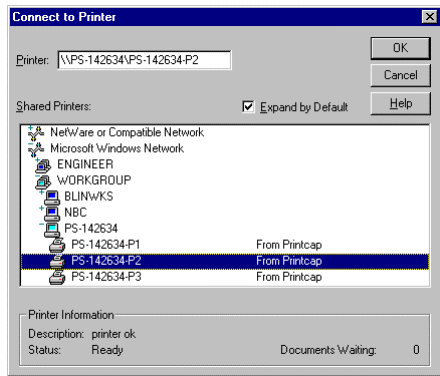 Connect to Printer
Printer: \\PS-142634\PS-142634-P2
OK
Cancel
Shared Printers:
Expand by Default
Help
NetWare or Compatible Network
Microsoft Windows Network
ENGINEER
WORKGROUP
BLINWKS
NBC
PS-142634
PS-142634-P1 From Printcap
PS-142634-P2 From Printcap
PS-142634-P3 From Printcap
Printer Information
Description: printer ok
Status: Ready Documents Waiting: 0